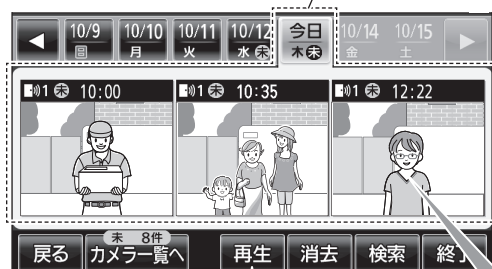 10/9 10/10 10/11 10/12 今日 10/14 10/15
日 月 火 水未 木未 金 土
1 未 10:00
1 未 10:35
1 未 12:22
未 8件
戻る カメラ一覧へ 再生 消去 検索 終了